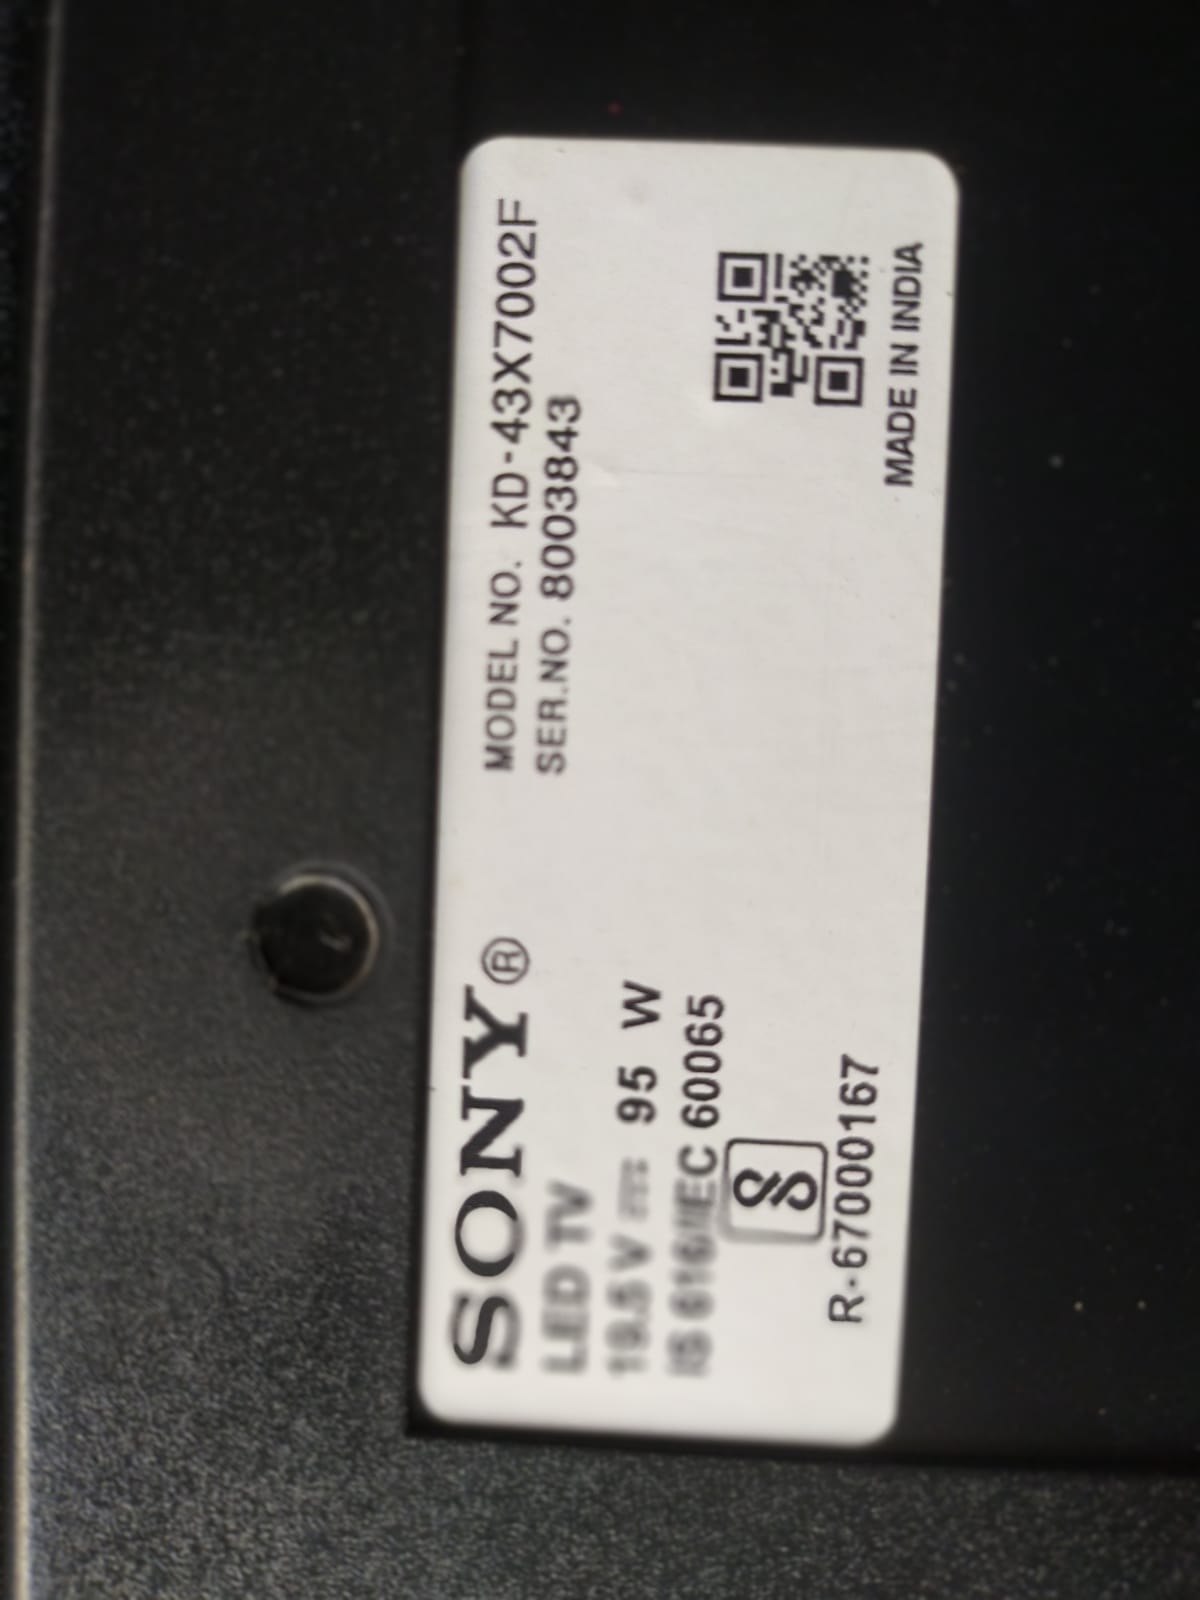 SONY®
LED TV
19.5 V ⎓ 95 W
IS 616/IEC 60065
R-67000167
MODEL NO. KD-43X7002F
SER.NO. 8003843
MADE IN INDIA